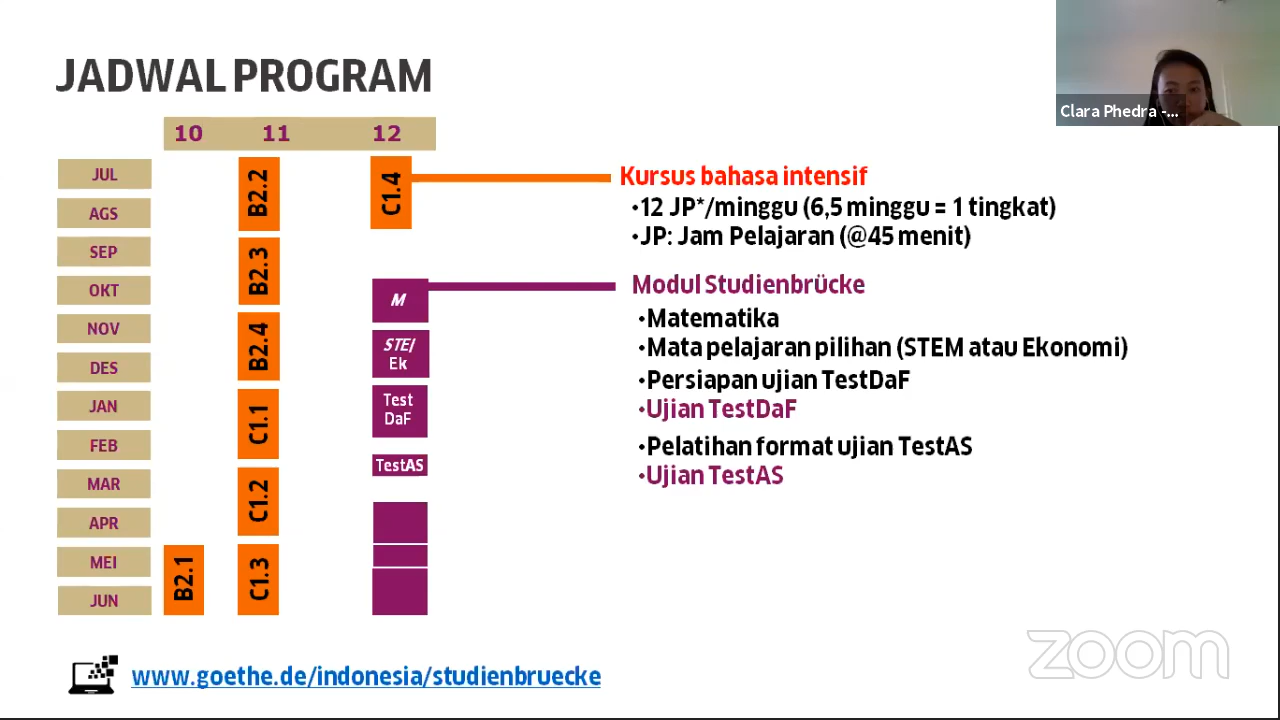 JADWAL PROGRAM
Clara Phedra -...
10 11 12
JUL
AGS
SEP
OKT
NOV
DES
JAN
FEB
MAR
APR
MEI
JUN
B2.1
B2.2
B2.3
B2.4
C1.1
C1.2
C1.3
C1.4
M
STE/
Ek
Test
DaF
TestAS
Kursus bahasa intensif
•12 JP*/minggu (6,5 minggu = 1 tingkat)
•JP: Jam Pelajaran (@45 menit)
Modul Studienbrücke
•Matematika
•Mata pelajaran pilihan (STEM atau Ekonomi)
•Persiapan ujian TestDaF
•Ujian TestDaF
•Pelatihan format ujian TestAS
•Ujian TestAS
www.goethe.de/indonesia/studienbruecke
zoom